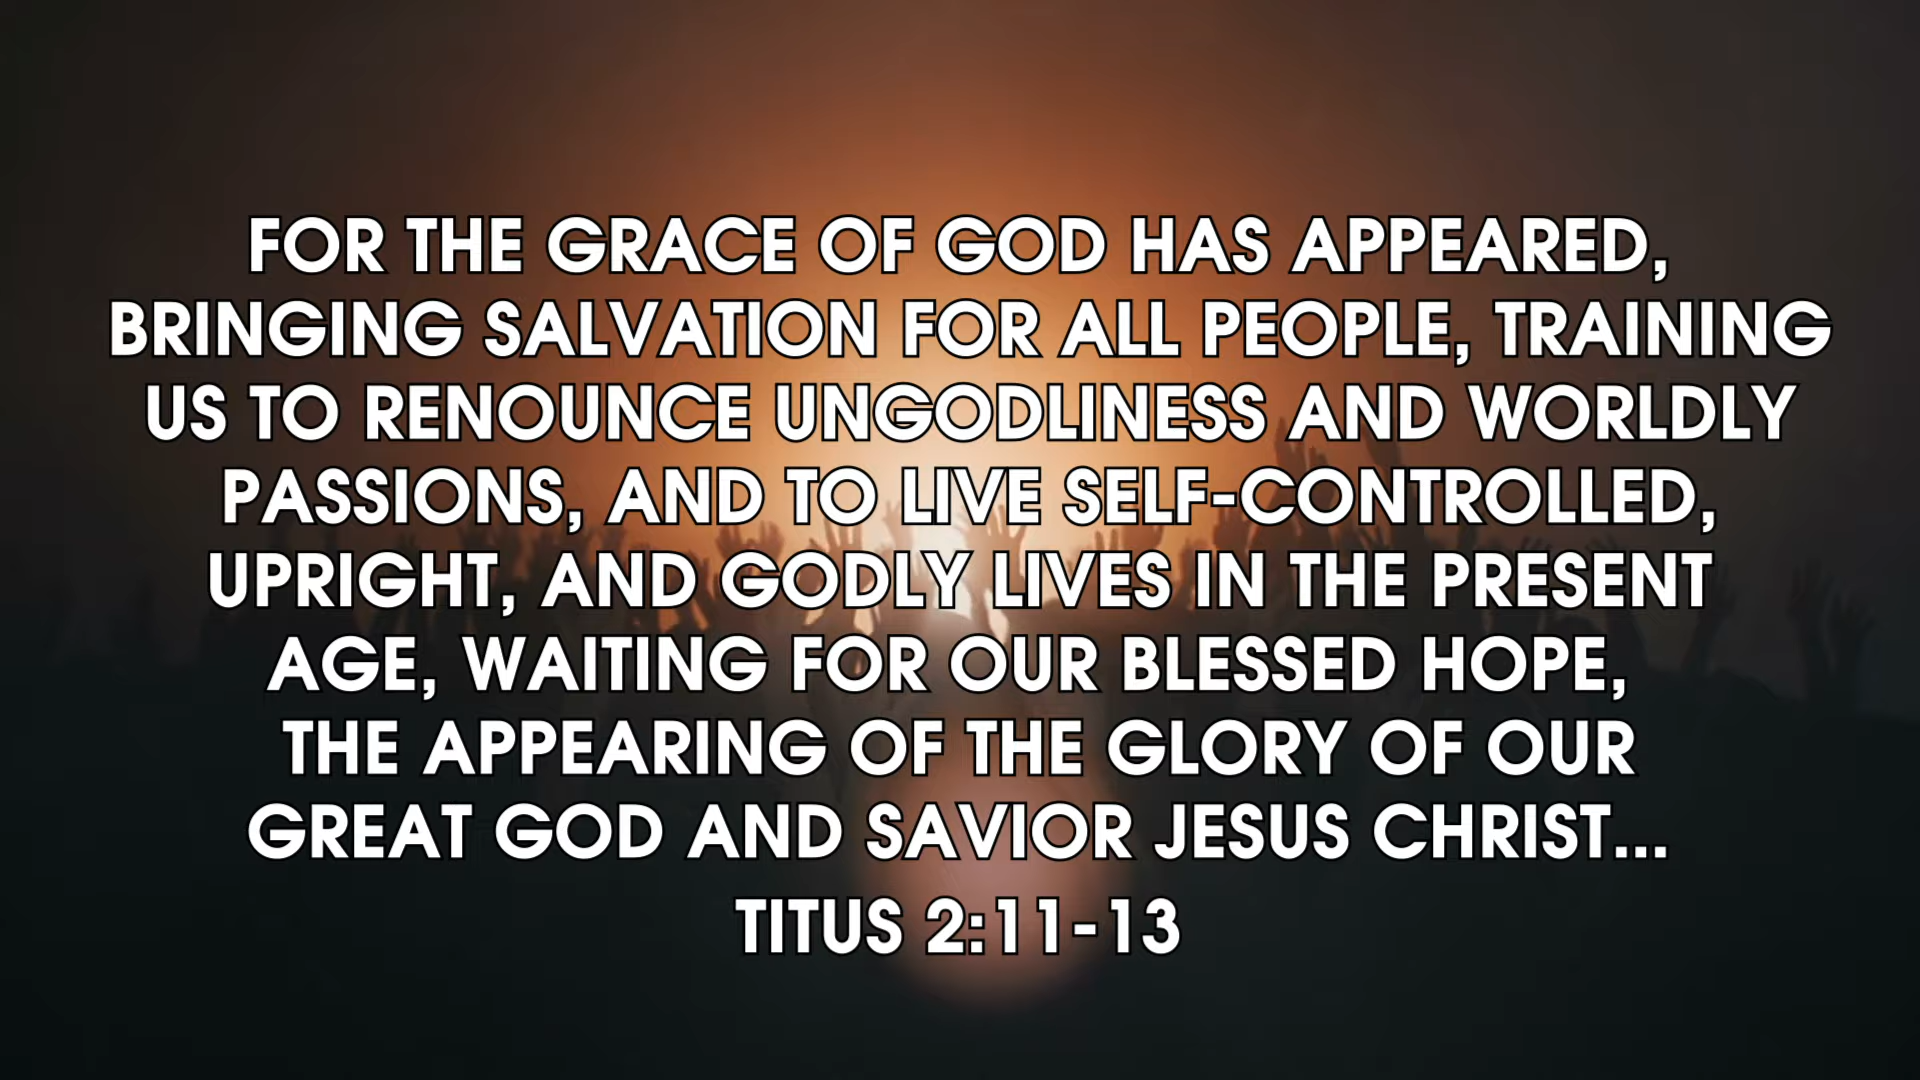 FOR THE GRACE OF GOD HAS APPEARED,
BRINGING SALVATION FOR ALL PEOPLE, TRAINING
US TO RENOUNCE UNGODLINESS AND WORLDLY
PASSIONS, AND TO LIVE SELF-CONTROLLED,
UPRIGHT, AND GODLY LIVES IN THE PRESENT
AGE, WAITING FOR OUR BLESSED HOPE,
THE APPEARING OF THE GLORY OF OUR
GREAT GOD AND SAVIOR JESUS CHRIST...
TITUS 2:11-13